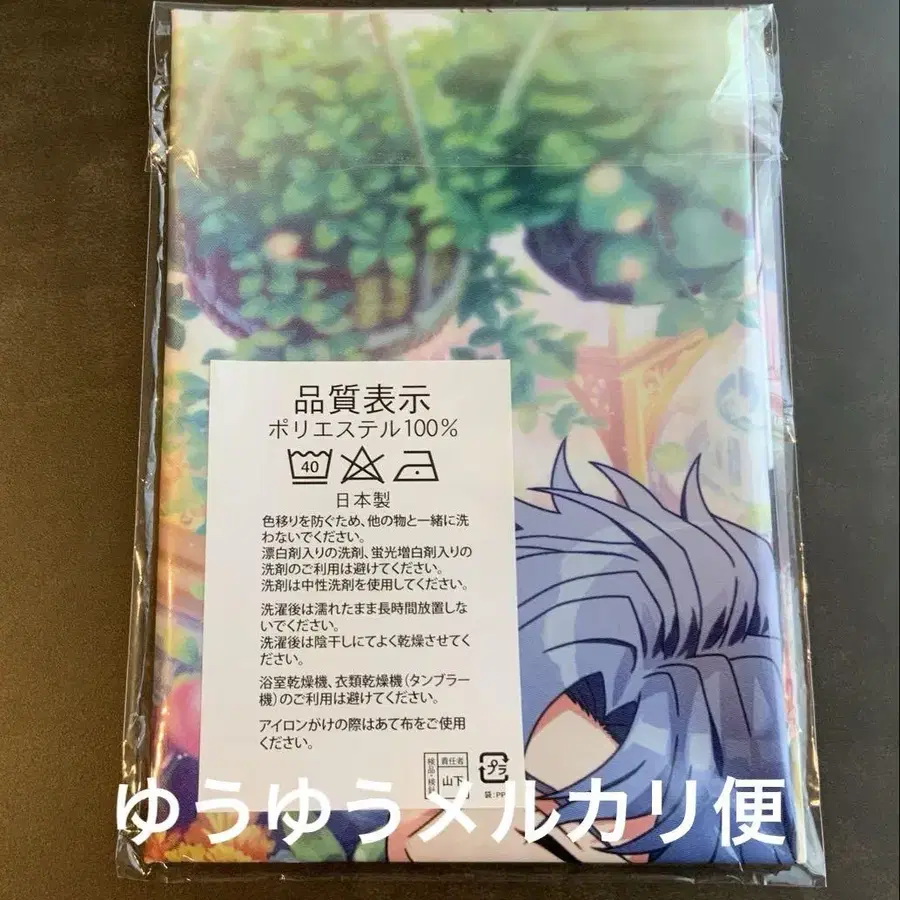 品質表示
ポリエステル100%
40
日本製
色移りを防ぐため、他の物と一緒に洗
わないでください。
漂白剤入りの洗剤、蛍光増白剤入りの
洗剤のご利用は避けてください。
洗剤は中性洗剤を使用してください。
洗濯後は濡れたまま長時間放置しな
いでください。
洗濯後は陰干しにてよく乾燥させてく
ださい。
浴室乾燥機、衣類乾燥機(タンブラー
機)のご利用は避けてください。
アイロンがけの際はあて布をご使用
ください。
検品・検針
責任者
山下
プラ
袋:PP
ゆうゆうメルカリ便